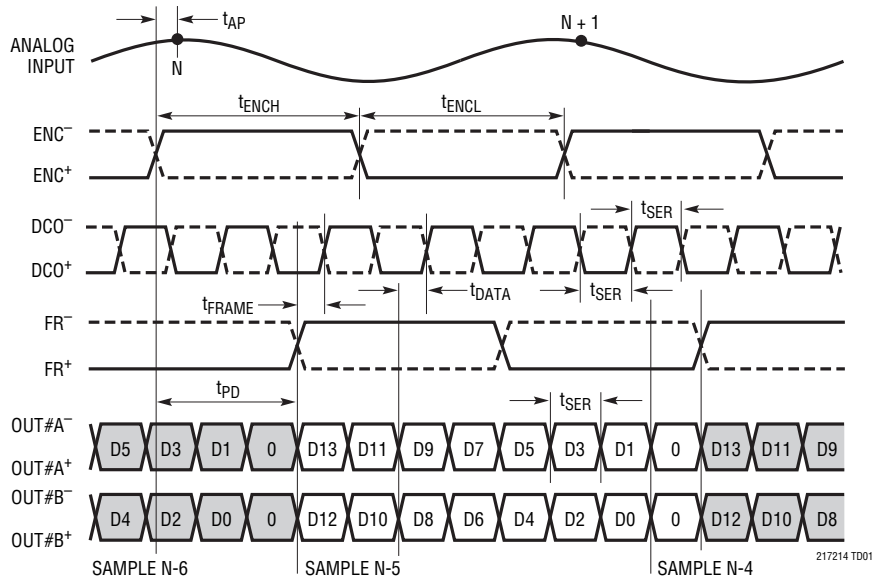 tAP
N + 1
ANALOG
INPUT
N
tENCH
tENCL
ENC–
ENC+
DCO–
tSER
DCO+
tFRAME
tDATA
tSER
FR–
FR+
tPD
tSER
OUT#A–
D5 D3 D1 0 D13 D11 D9 D7 D5 D3 D1 0 D13 D11 D9
OUT#A+
OUT#B–
D4 D2 D0 0 D12 D10 D8 D6 D4 D2 D0 0 D12 D10 D8
OUT#B+
217214 TD01
SAMPLE N-6
SAMPLE N-5
SAMPLE N-4